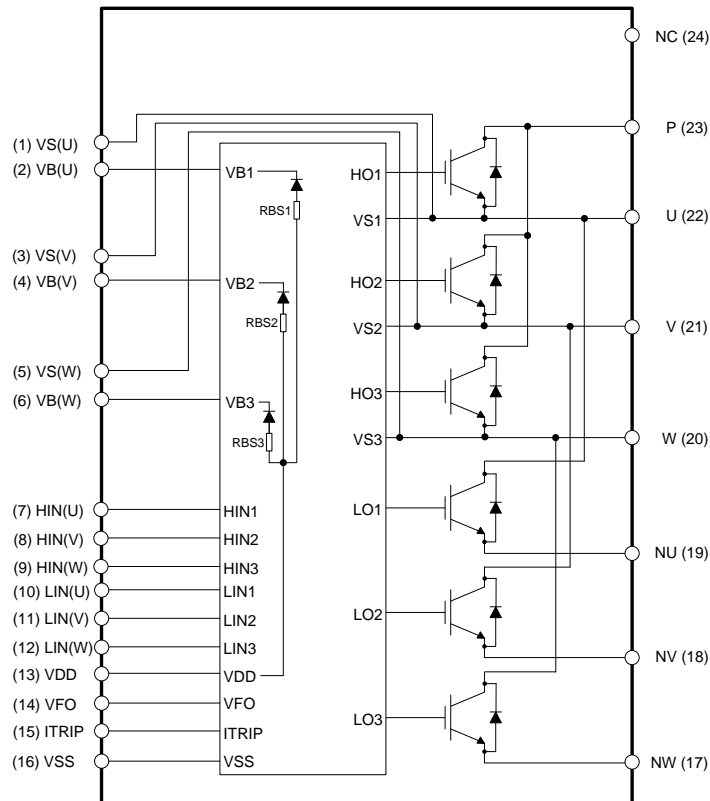 NC (24)
(1) VS(U)
(2) VB(U)
(3) VS(V)
(4) VB(V)
(5) VS(W)
(6) VB(W)
(7) HIN(U)
(8) HIN(V)
(9) HIN(W)
(10) LIN(U)
(11) LIN(V)
(12) LIN(W)
(13) VDD
(14) VFO
(15) ITRIP
(16) VSS
VB1
RBS1
VB2
RBS2
VB3
RBS3
HIN1
HIN2
HIN3
LIN1
LIN2
LIN3
VDD
VFO
ITRIP
VSS
HO1
VS1
HO2
VS2
HO3
VS3
LO1
LO2
LO3
P (23)
U (22)
V (21)
W (20)
NU (19)
NV (18)
NW (17)